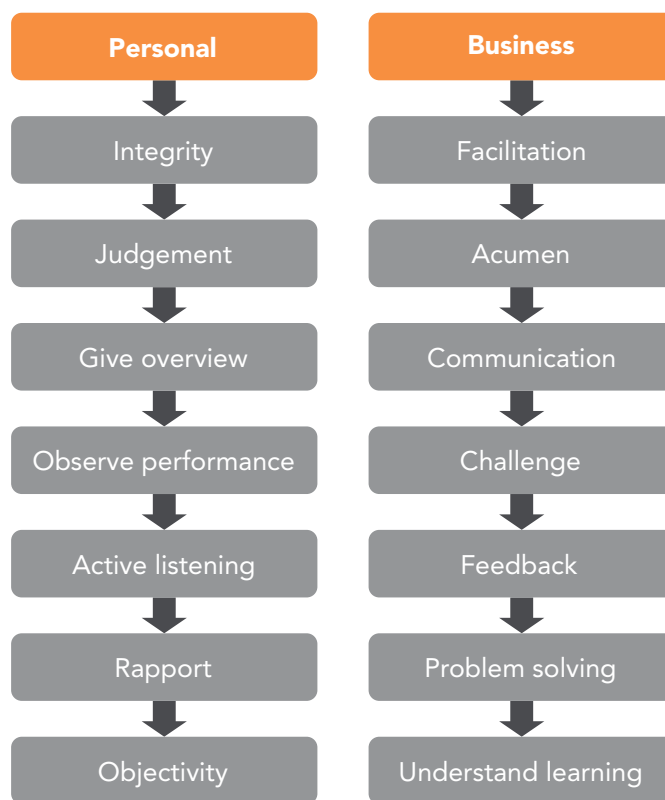 Personal
Integrity
Judgement
Give overview
Observe performance
Active listening
Rapport
Objectivity
Business
Facilitation
Acumen
Communication
Challenge
Feedback
Problem solving
Understand learning